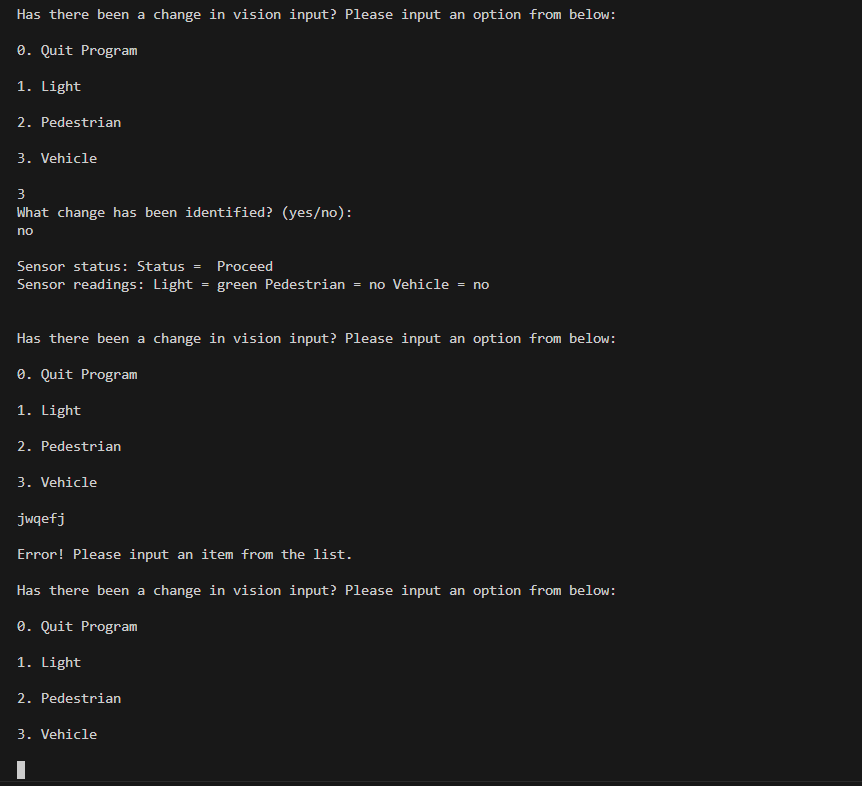 Has there been a change in vision input? Please input an option from below:
0. Quit Program
1. Light
2. Pedestrian
3. Vehicle
3
What change has been identified? (yes/no):
no
Sensor status: Status =  Proceed
Sensor readings: Light = green Pedestrian = no Vehicle = no
Has there been a change in vision input? Please input an option from below:
0. Quit Program
1. Light
2. Pedestrian
3. Vehicle
jwqefj
Error! Please input an item from the list.
Has there been a change in vision input? Please input an option from below:
0. Quit Program
1. Light
2. Pedestrian
3. Vehicle